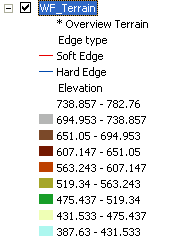 WF_Terrain
* Overview Terrain
Edge type
Soft Edge
Hard Edge
Elevation
738.857 - 782.76
694.953 - 738.857
651.05 - 694.953
607.147 - 651.05
563.243 - 607.147
519.34 - 563.243
475.437 - 519.34
431.533 - 475.437
387.63 - 431.533